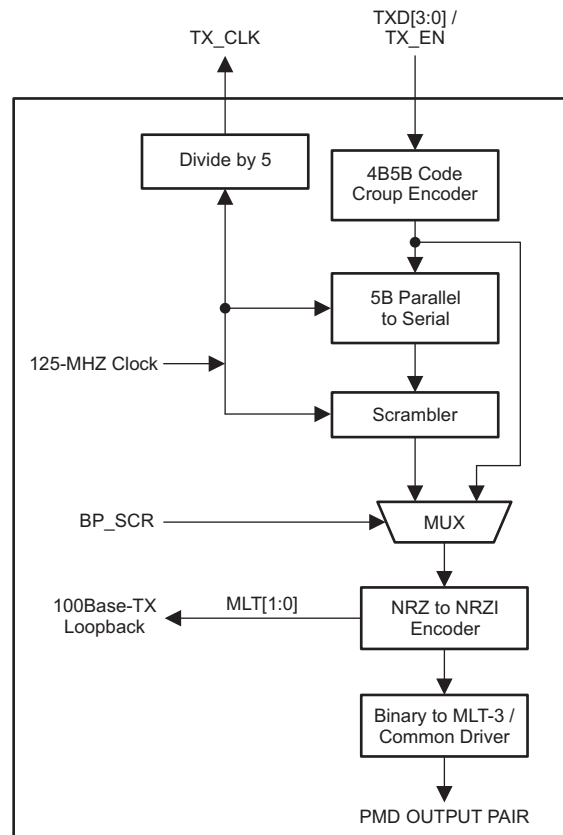 TXD[3:0] /
TX_EN
TX_CLK
Divide by 5
4B5B Code
Croup Encoder
5B Parallel
to Serial
125-MHZ Clock
Scrambler
BP_SCR
MUX
100Base-TX
Loopback
MLT[1:0]
NRZ to NRZI
Encoder
Binary to MLT-3 /
Common Driver
PMD OUTPUT PAIR